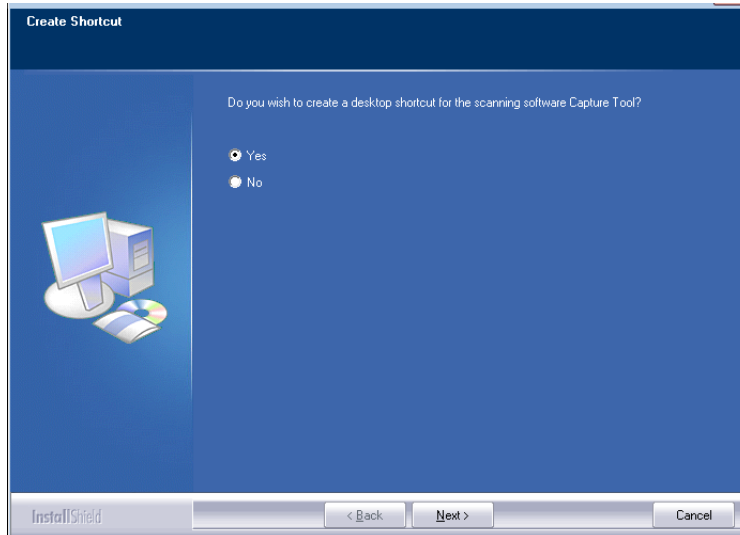 Create Shortcut
Do you wish to create a desktop shortcut for the scanning software Capture Tool?
Yes
No
InstallShield
< Back
Next >
Cancel